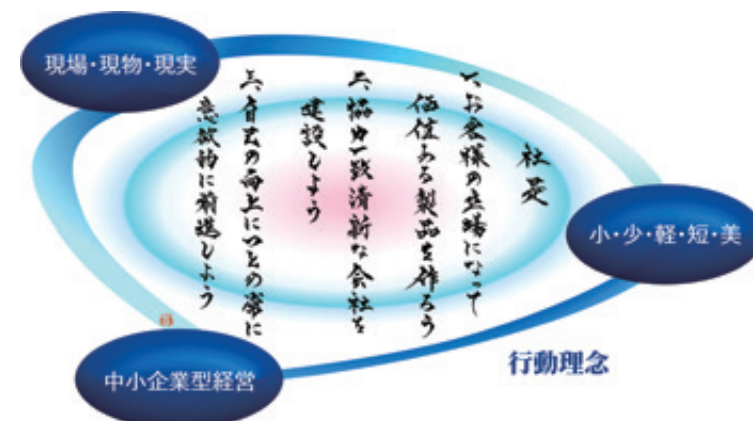 現場・現物・現実
社是
一、お客様の立場になって
価値ある製品を作ろう
二、協力一致清新な会社を
建設しよう
三、自己の向上につとめ常に
意欲的に前進しよう
小・少・軽・短・美
中小企業型経営
行動理念